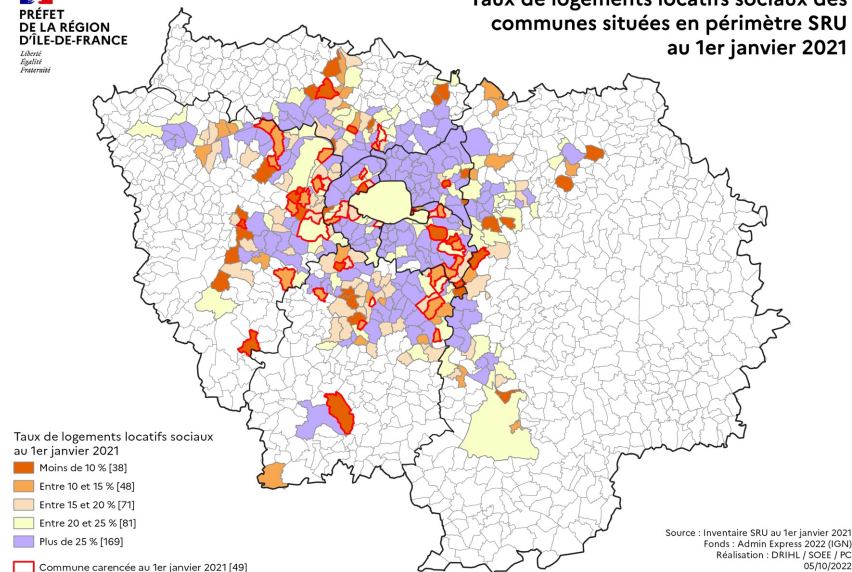 PRÉFET
DE LA RÉGION
D'ÎLE-DE-FRANCE
Liberté
Égalité
Fraternité
Taux de logements locatifs sociaux des
communes situées en périmètre SRU
au 1er janvier 2021
Taux de logements locatifs sociaux
au 1er janvier 2021
Moins de 10 % [38]
Entre 10 et 15 % [48]
Entre 15 et 20 % [71]
Entre 20 et 25 % [81]
Plus de 25 % [169]
Commune carencée au 1er janvier 2021 [49]
Source : Inventaire SRU au 1er janvier 2021
Fonds : Admin Express 2022 (IGN)
Réalisation : DRIHL / SOEE / PC
05/10/2022